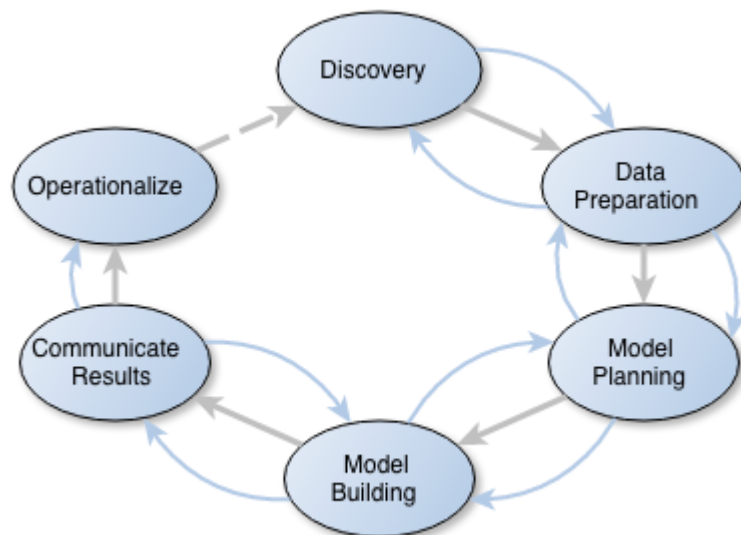 Discovery
Data
Preparation
Model
Planning
Model
Building
Communicate
Results
Operationalize